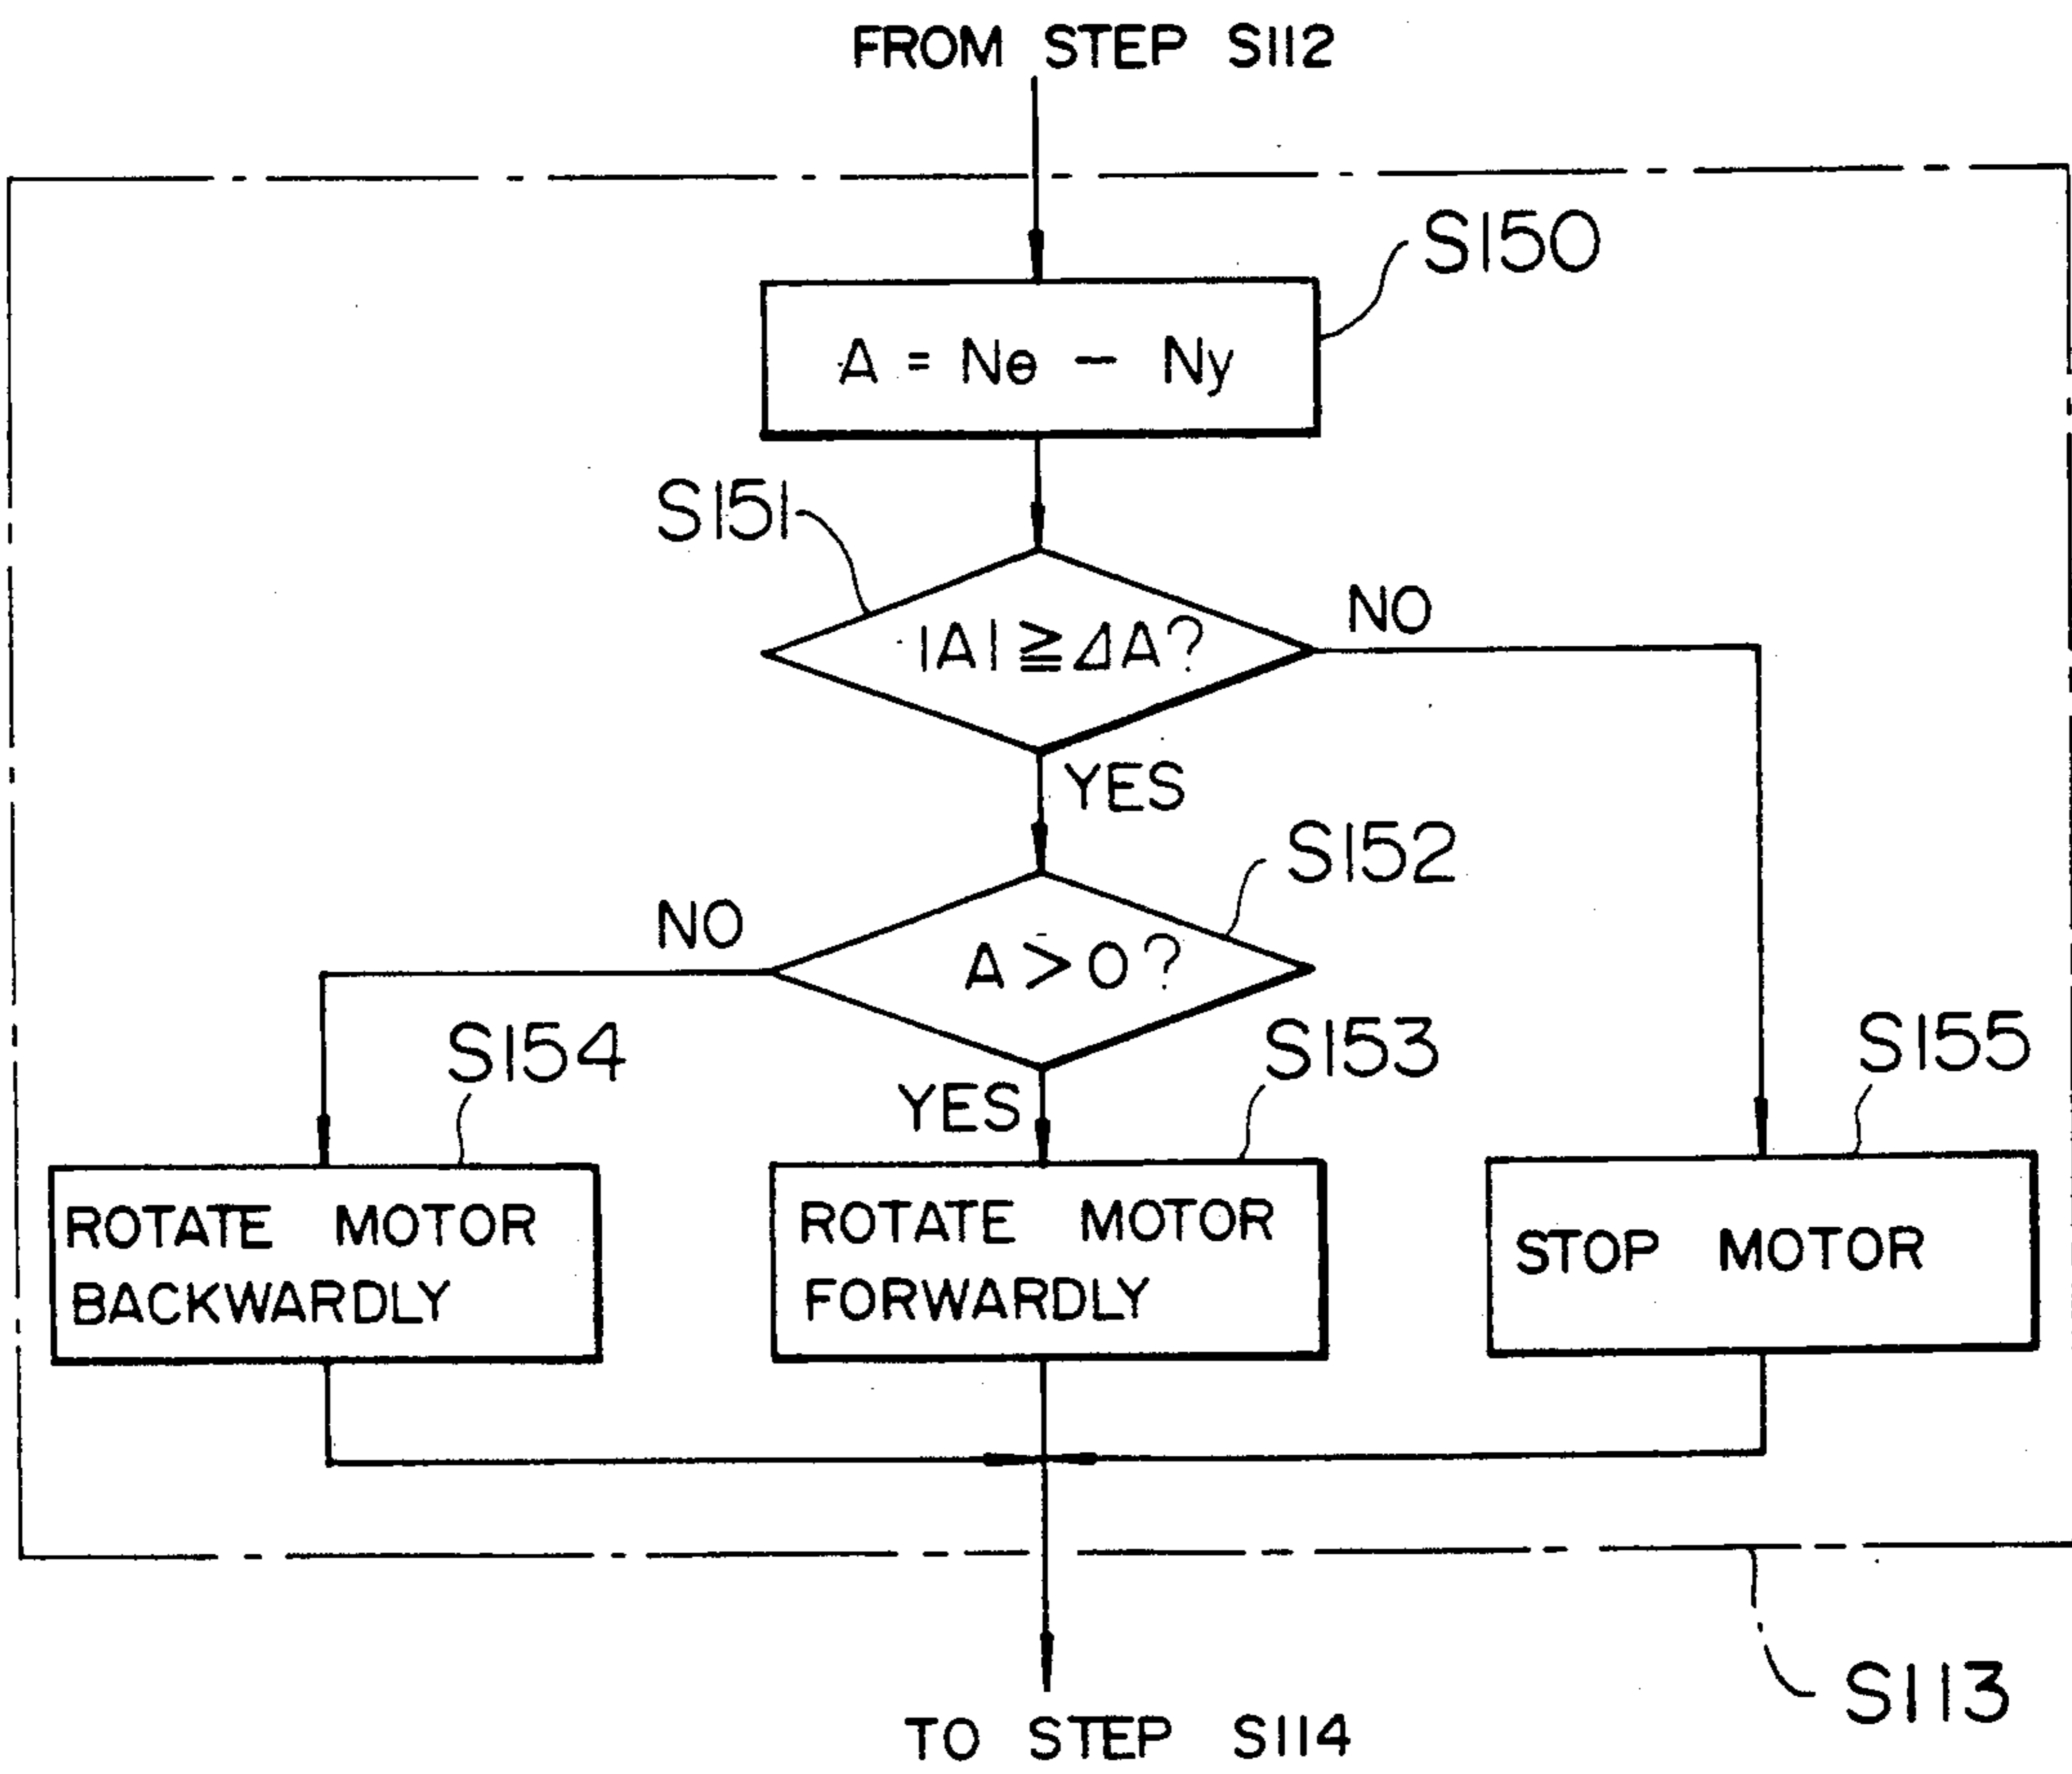 FROM STEP S112
S150
A = Ne - Ny
S151
|A| ≧ ΔA?
NO
YES
S152
NO
A > 0?
S154
YES
S153
S155
ROTATE MOTOR
BACKWARDLY
ROTATE MOTOR
FORWARDLY
STOP MOTOR
S113
TO STEP S114